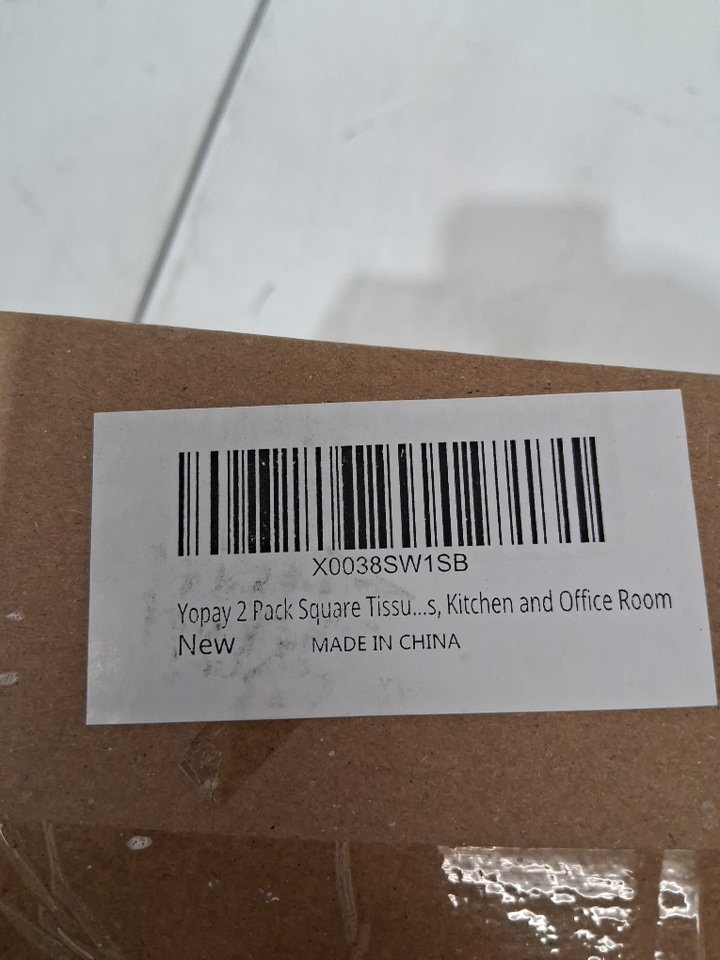 X0038SW1SB
Yopay 2 Pack Square Tissu...s, Kitchen and Office Room
New MADE IN CHINA